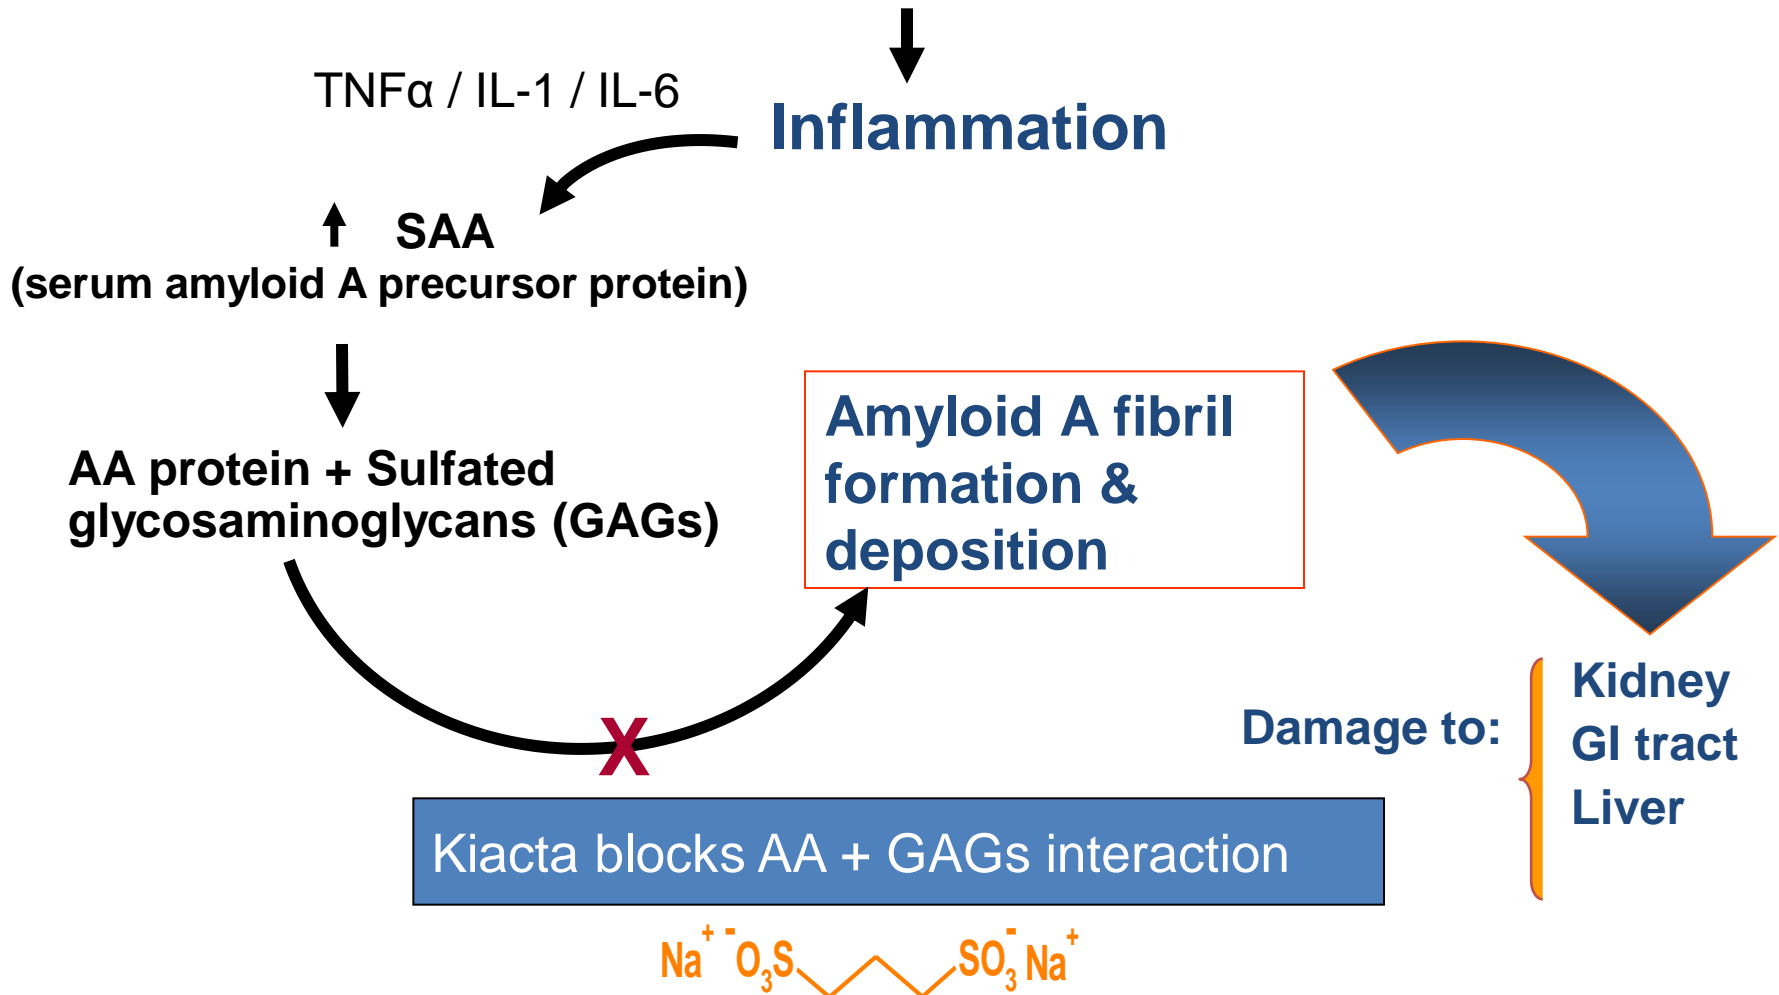 TNFα / IL-1 / IL-6
Inflammation
SAA
(serum amyloid A precursor protein)
AA protein + Sulfated
glycosaminoglycans (GAGs)
Amyloid A fibril
formation &
deposition
X
Damage to:
Kidney
GI tract
Liver
Kiacta blocks AA + GAGs interaction
Na⁺ ⁻O₃S SO₃⁻ Na⁺